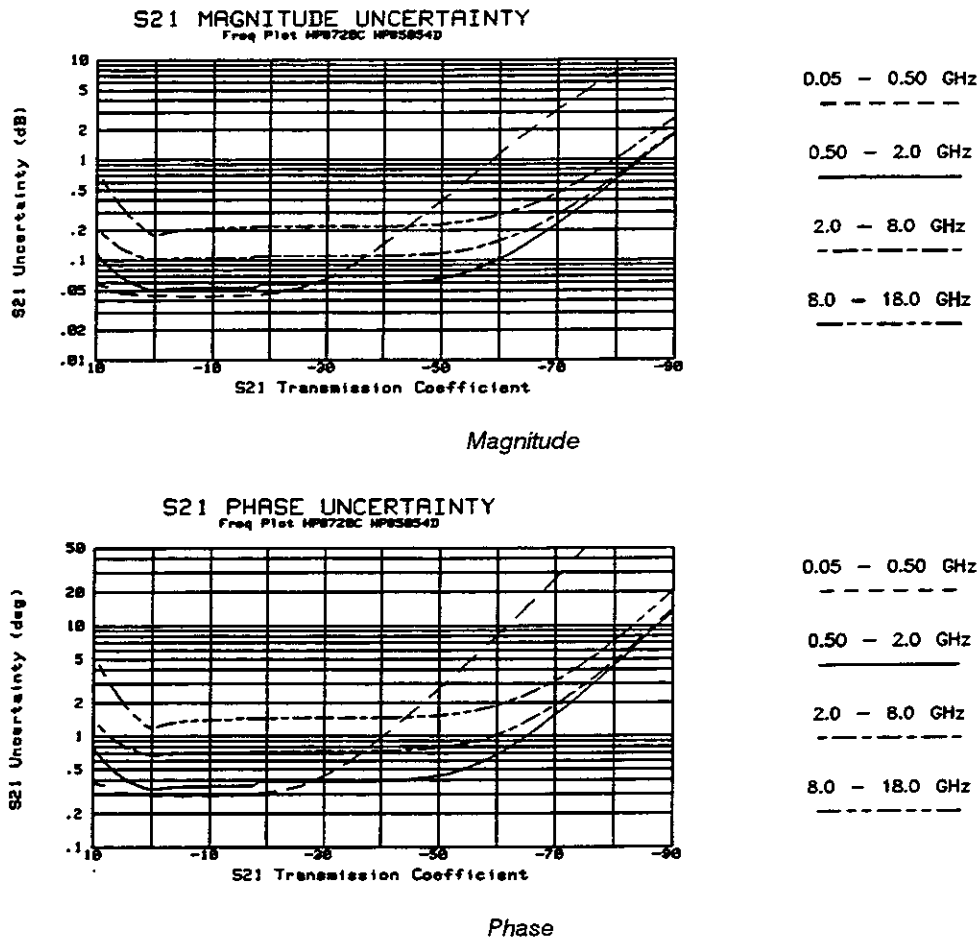 S21 MAGNITUDE UNCERTAINTY
Freq Plot HP8720C HP85054D
S21 Uncertainty (dB)
10
5
2
1
.5
.2
.1
.05
.02
.01
10
-10
-30
-50
-70
-90
S21 Transmission Coefficient
0.05 - 0.50 GHz
0.50 - 2.0 GHz
2.0 - 8.0 GHz
8.0 - 18.0 GHz
Magnitude
S21 PHASE UNCERTAINTY
Freq Plot HP8720C HP85054D
S21 Uncertainty (deg)
50
20
10
5
2
1
.5
.2
.1
10
-10
-30
-50
-70
-90
S21 Transmission Coefficient
0.05 - 0.50 GHz
0.50 - 2.0 GHz
2.0 - 8.0 GHz
8.0 - 18.0 GHz
Phase